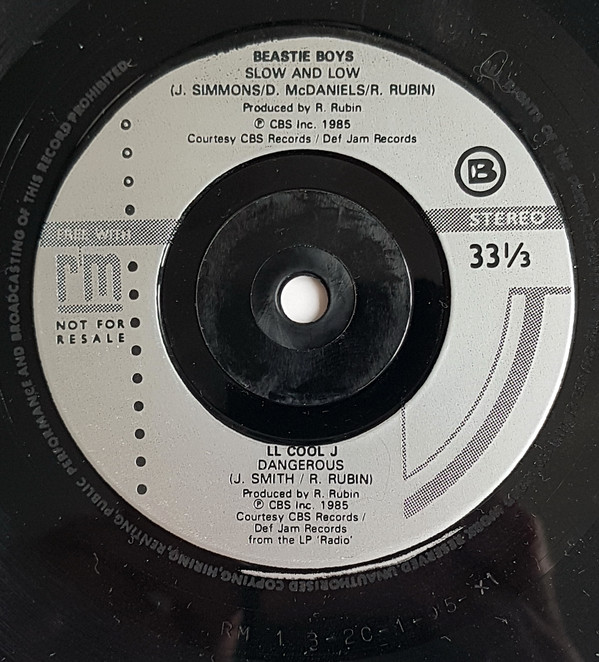 BEASTIE BOYS
SLOW AND LOW
(J. SIMMONS/D. McDANIELS/R. RUBIN)
Produced by R. Rubin
℗ CBS Inc. 1985
Courtesy CBS Records / Def Jam Records
B
STEREO
33⅓
FREE WITH
rm
NOT FOR
RESALE
LL COOL J
DANGEROUS
(J. SMITH / R. RUBIN)
Produced by R. Rubin
℗ CBS Inc. 1985
Courtesy CBS Records /
Def Jam Records
from the LP 'Radio'
RESERVED. UNAUTHORISED COPYING, HIRING, RENTING, PUBLIC PERFORMANCE AND BROADCASTING OF THIS RECORD PROHIBITED.